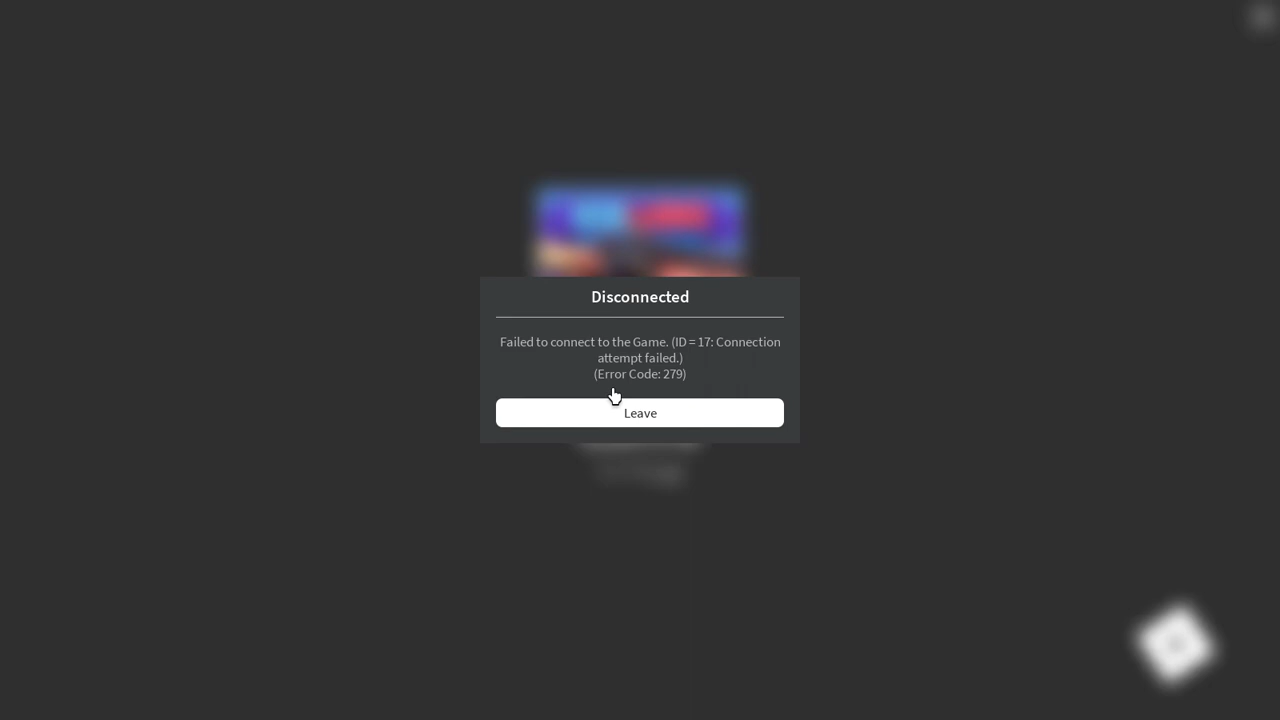 Disconnected
Failed to connect to the Game. (ID = 17: Connection
attempt failed.)
(Error Code: 279)
Leave